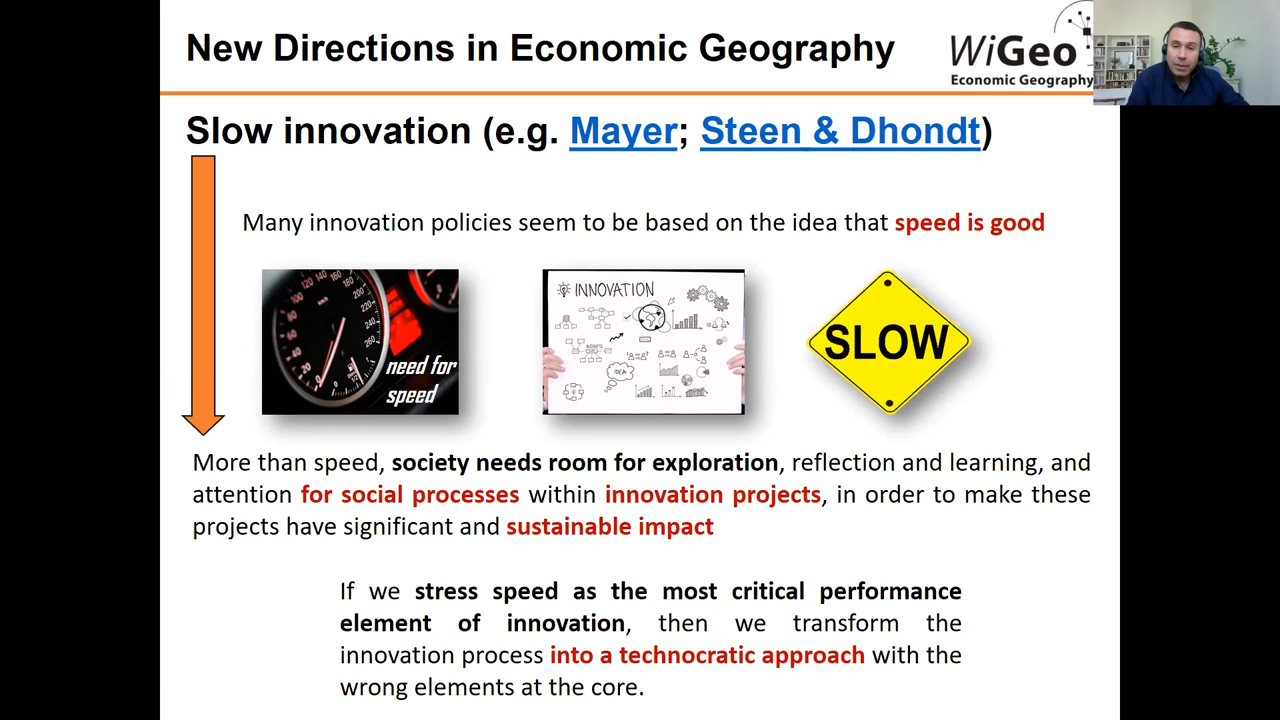 New Directions in Economic Geography
WiGeo
Economic Geography
Slow innovation (e.g. Mayer; Steen & Dhondt)
Many innovation policies seem to be based on the idea that speed is good
need for
speed
INNOVATION
IDEA
SLOW
More than speed, society needs room for exploration, reflection and learning, and
attention for social processes within innovation projects, in order to make these
projects have significant and sustainable impact
If we stress speed as the most critical performance
element of innovation, then we transform the
innovation process into a technocratic approach with the
wrong elements at the core.